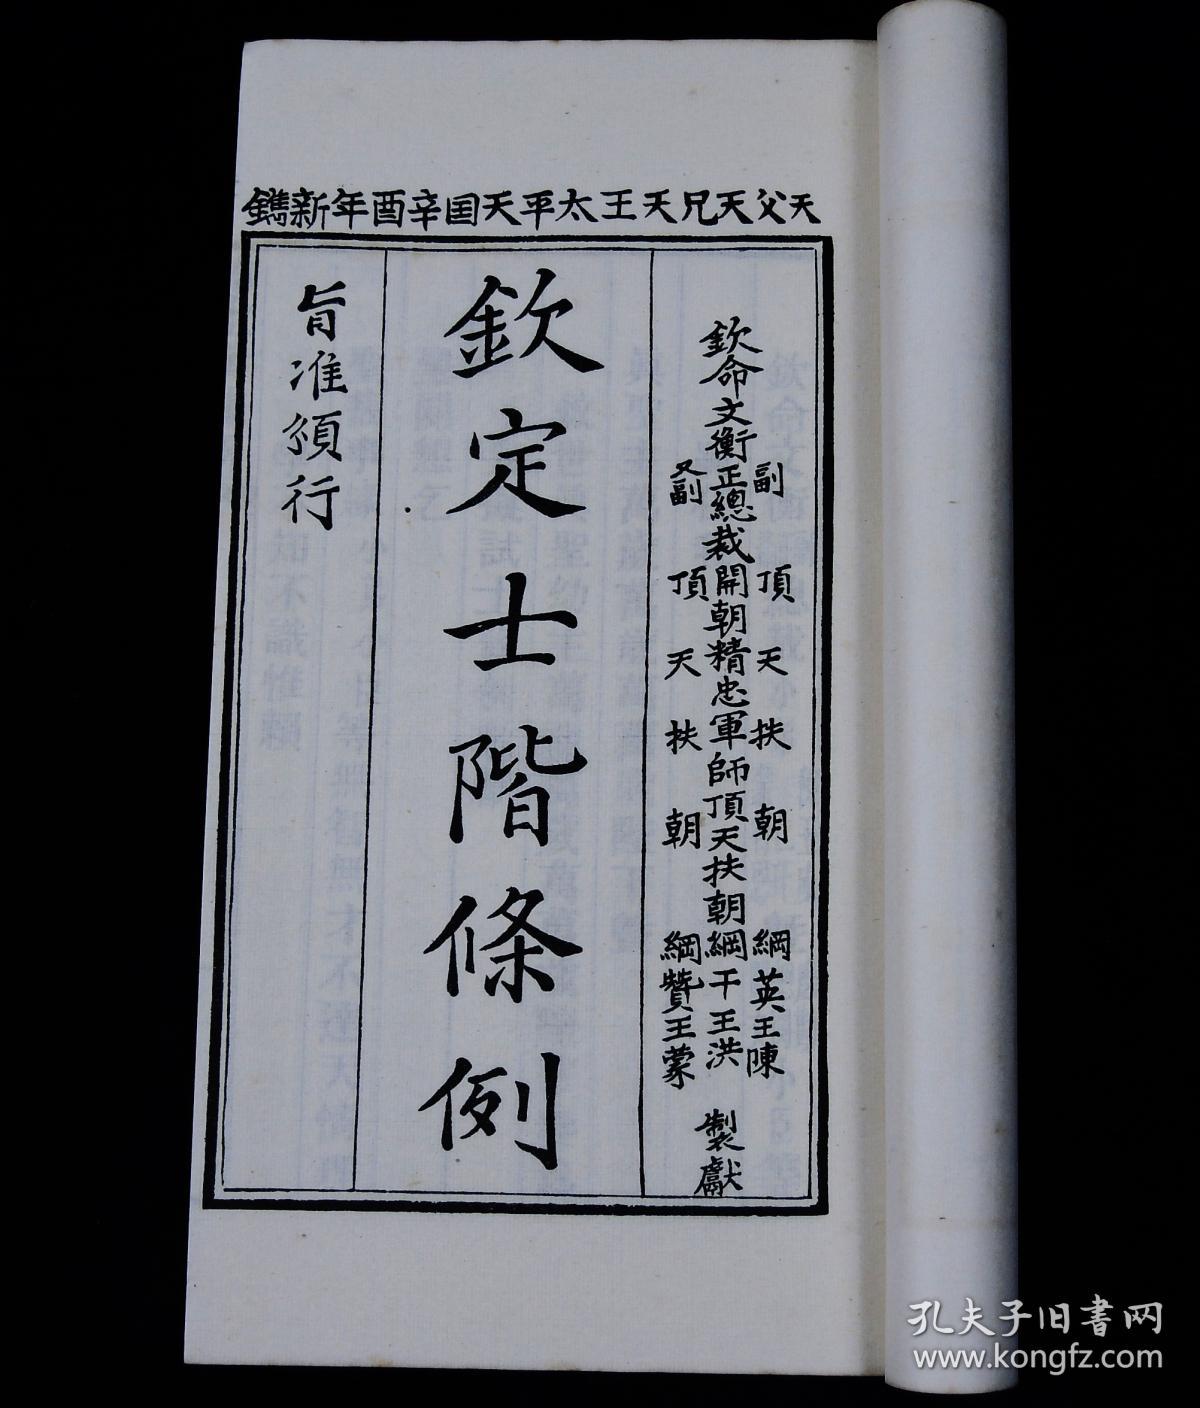 天父天兄天王太平天囯辛酉年新鐫
副頂天扶朝綱英王陳
欽命文衡正總裁開朝精忠軍師頂天扶朝綱干王洪製獻
又副頂天扶朝綱贊王蒙
欽定士階條例
旨准頒行
孔夫子旧书网
www.kongfz.com